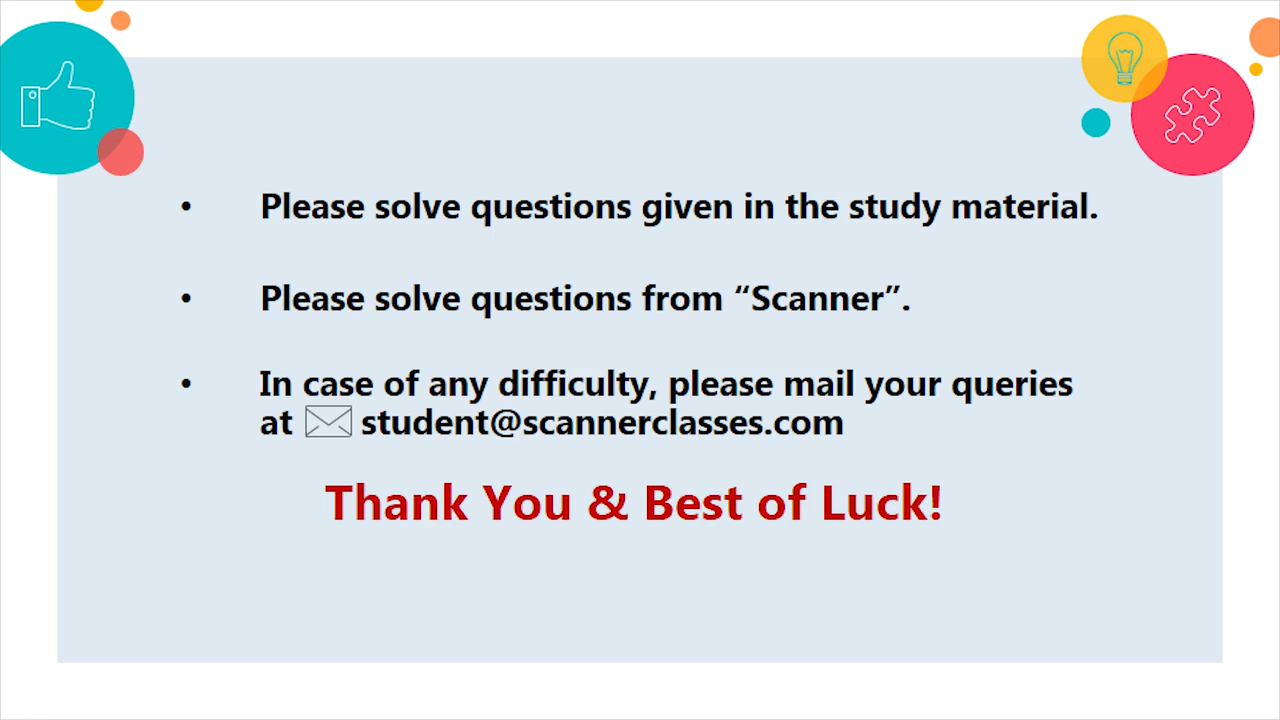 • Please solve questions given in the study material.
• Please solve questions from “Scanner”.
• In case of any difficulty, please mail your queries
at student@scannerclasses.com
Thank You & Best of Luck!